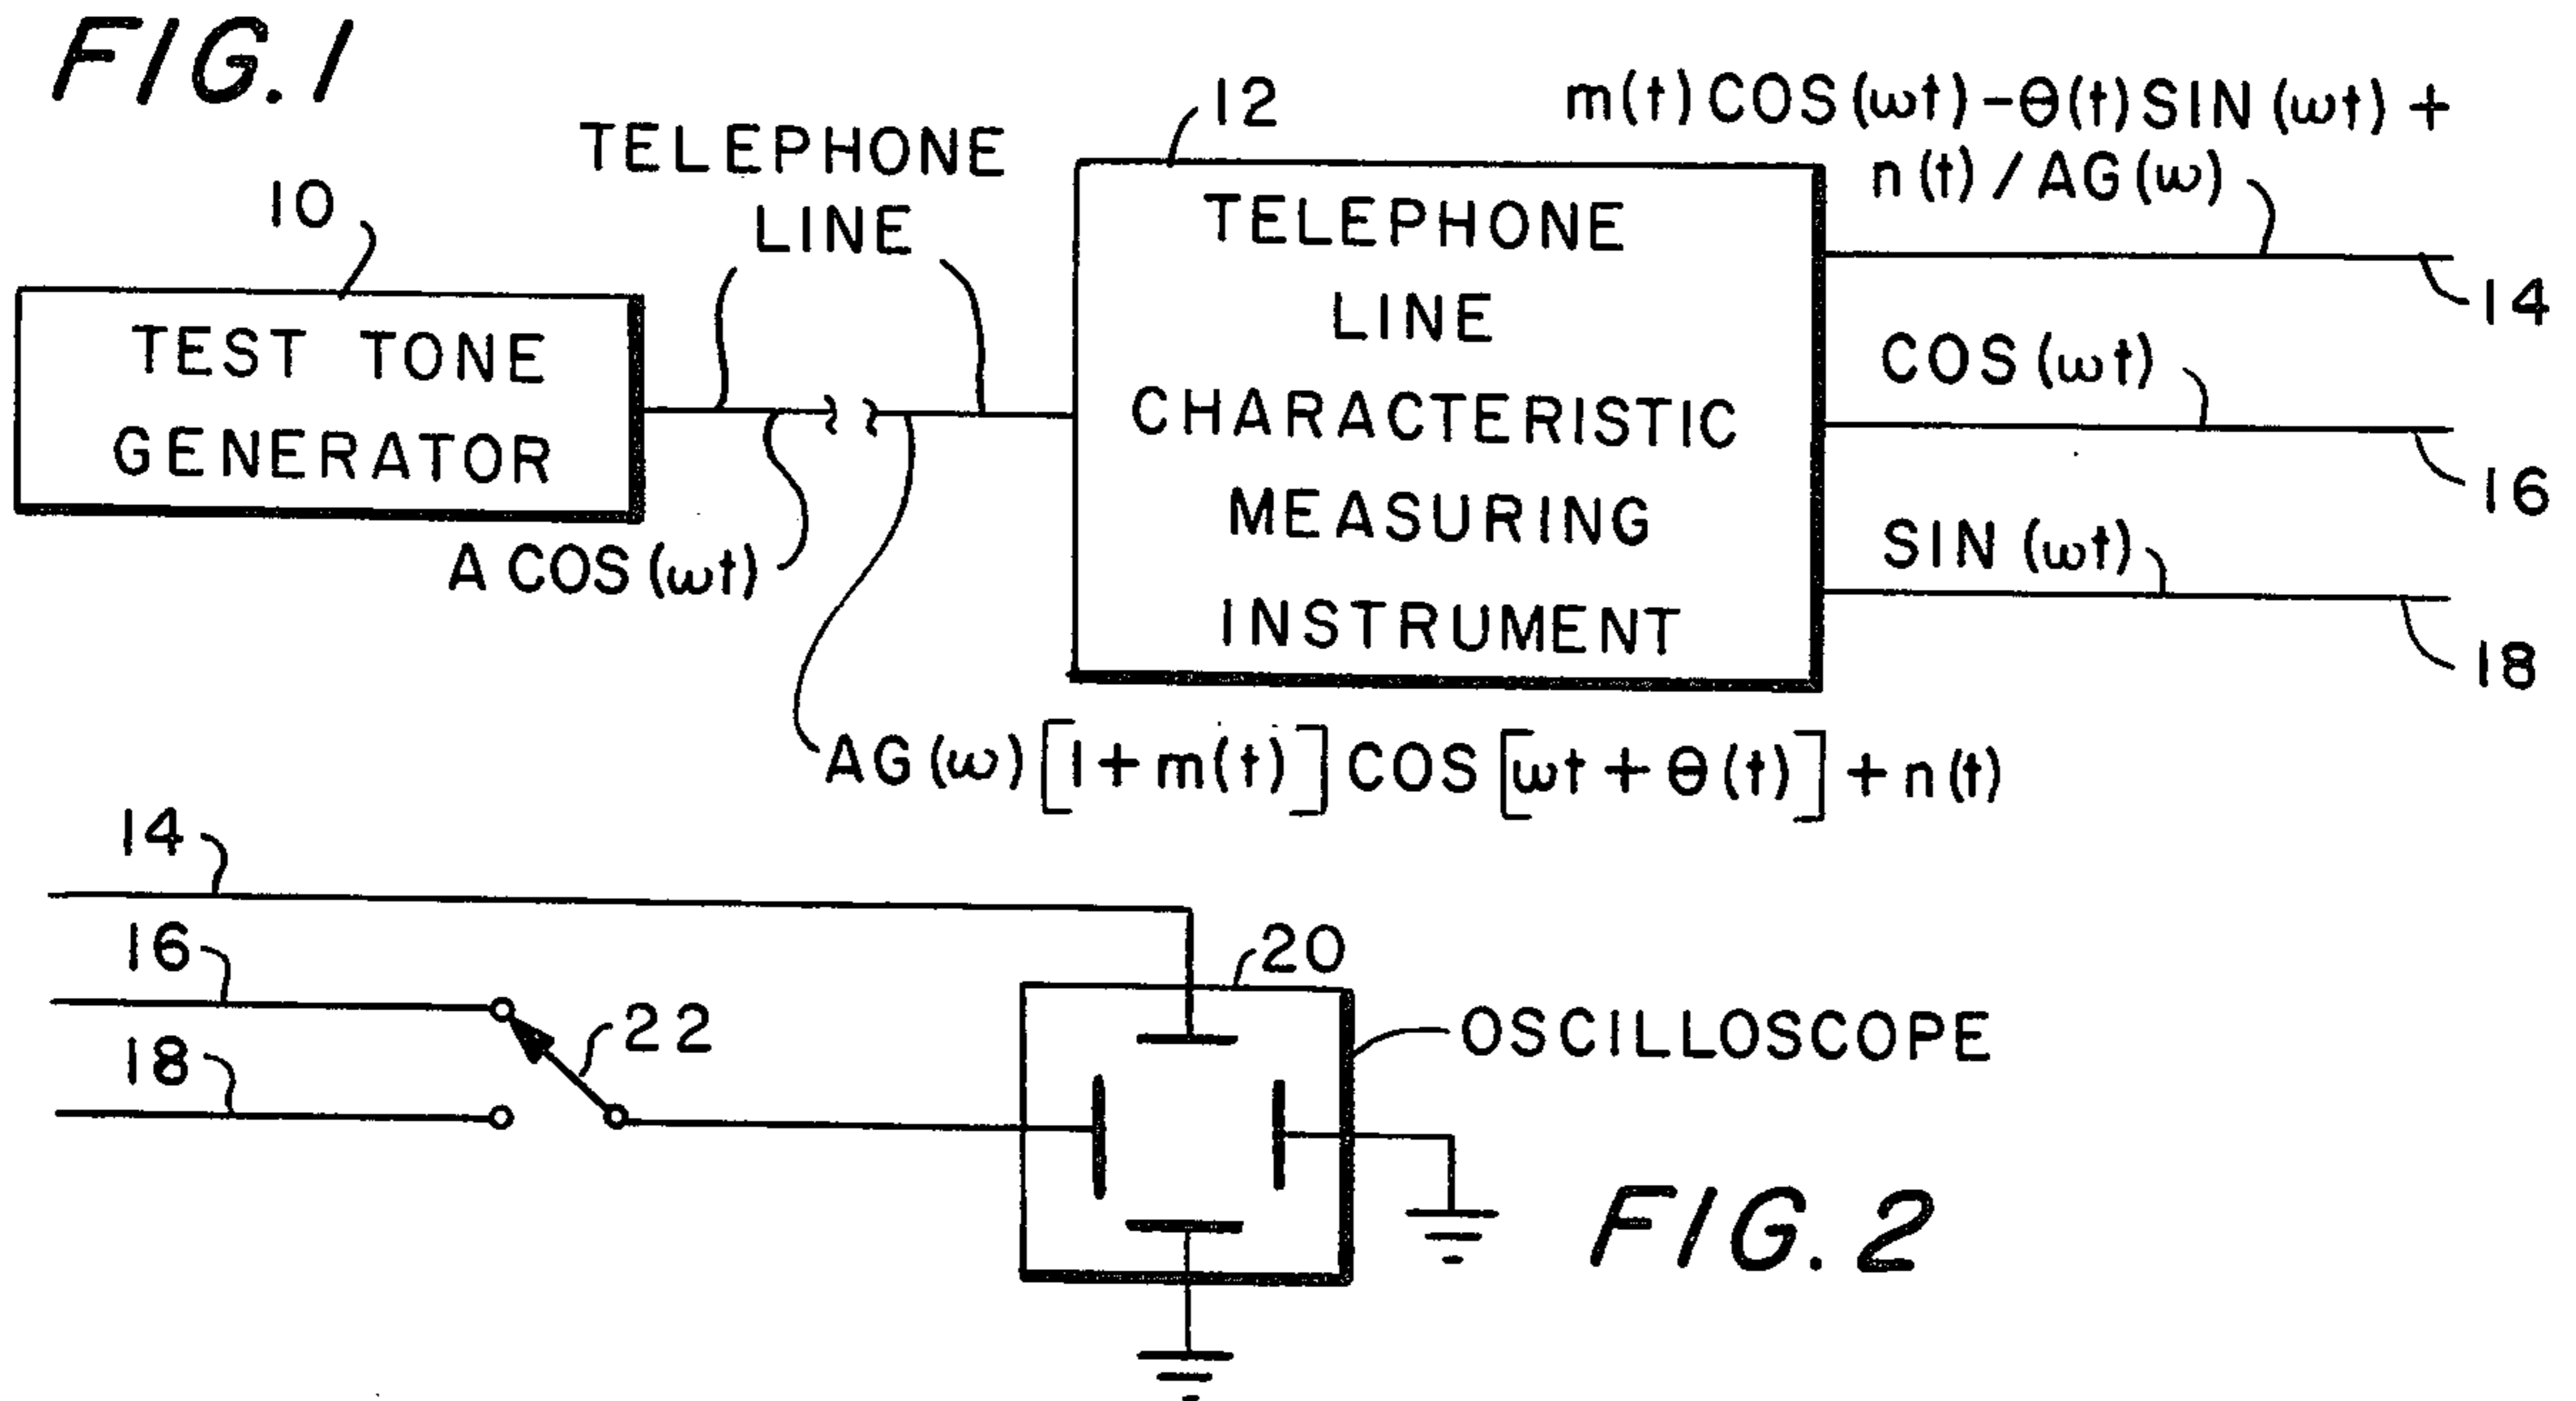 FIG. 1
10
TEST TONE
GENERATOR
TELEPHONE
LINE
A COS (ωt)
12
TELEPHONE
LINE
CHARACTERISTIC
MEASURING
INSTRUMENT
AG (ω) [1 + m(t)] COS [ωt + θ(t)] + n(t)
m(t) COS (ωt) - θ(t) SIN (ωt) +
n(t) / AG (ω)
14
COS (ωt)
16
SIN (ωt)
18
14
16
18
22
20
OSCILLOSCOPE
FIG. 2